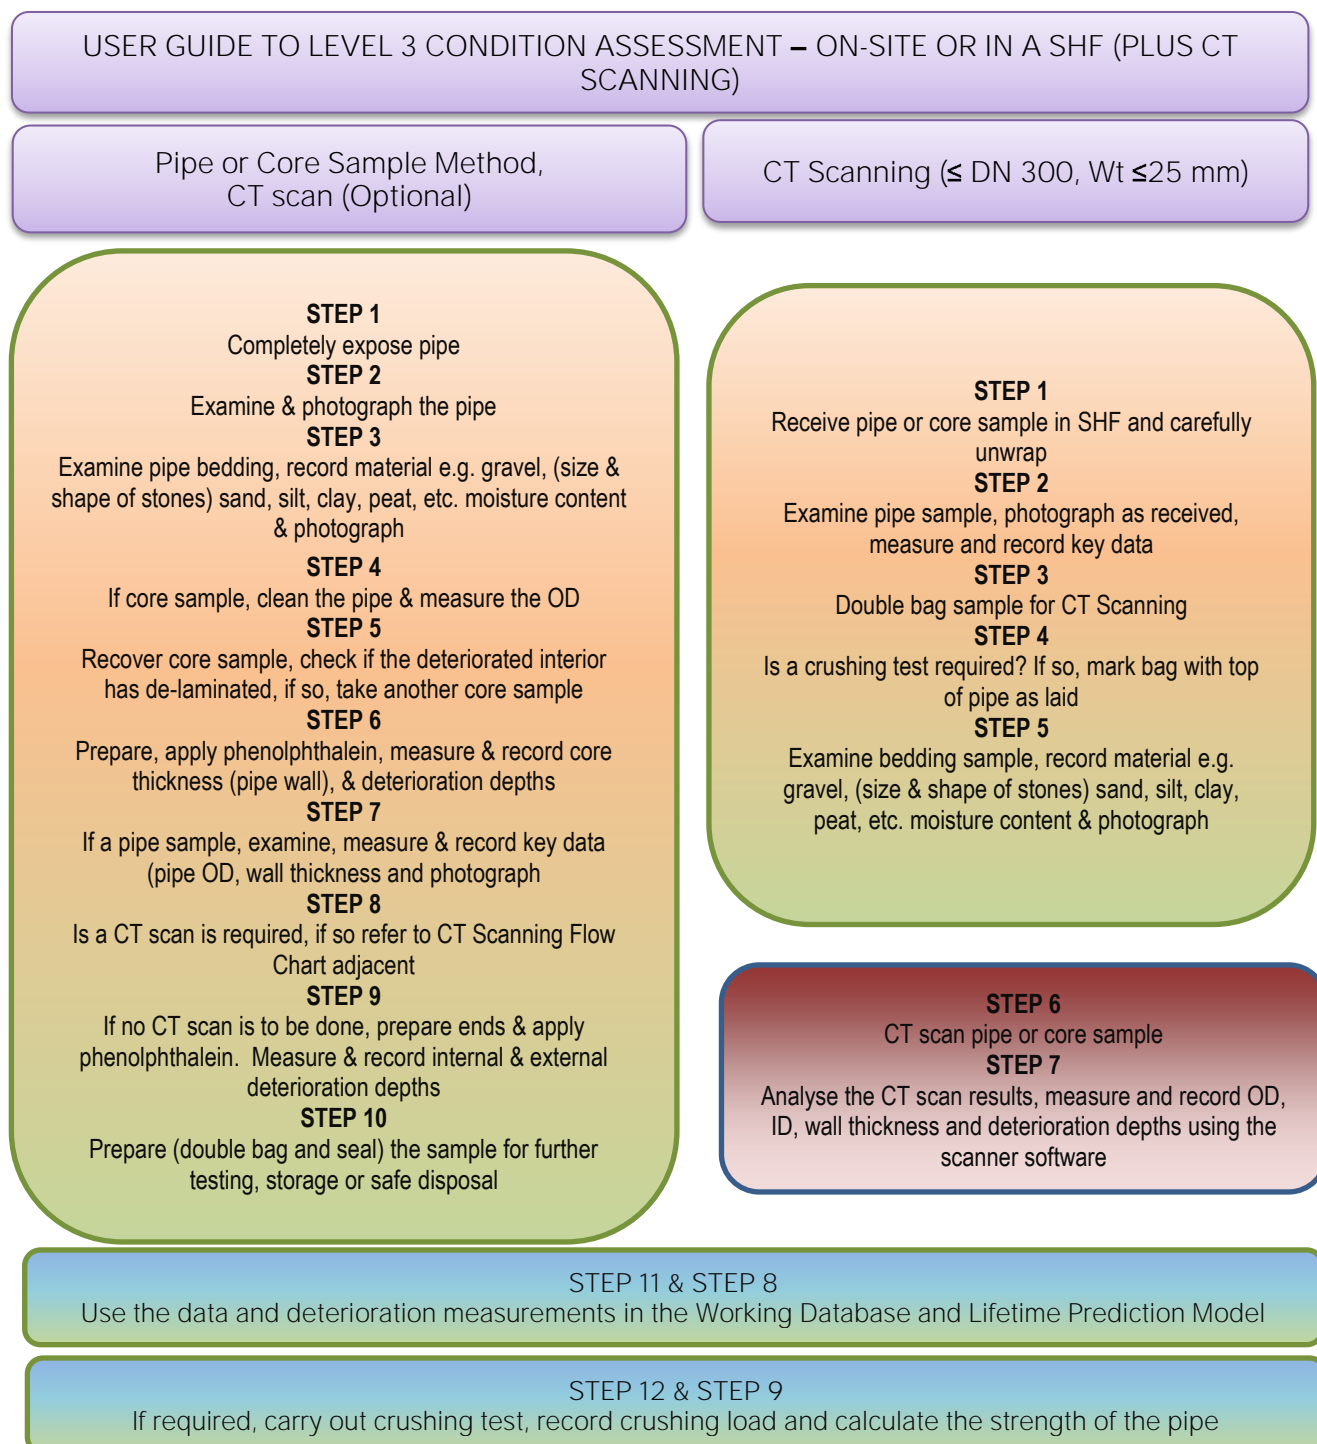 USER GUIDE TO LEVEL 3 CONDITION ASSESSMENT – ON-SITE OR IN A SHF (PLUS CT
SCANNING)
Pipe or Core Sample Method,
CT scan (Optional)
STEP 1
Completely expose pipe
STEP 2
Examine & photograph the pipe
STEP 3
Examine pipe bedding, record material e.g. gravel, (size &
shape of stones) sand, silt, clay, peat, etc. moisture content
& photograph
STEP 4
If core sample, clean the pipe & measure the OD
STEP 5
Recover core sample, check if the deteriorated interior
has de-laminated, if so, take another core sample
STEP 6
Prepare, apply phenolphthalein, measure & record core
thickness (pipe wall), & deterioration depths
STEP 7
If a pipe sample, examine, measure & record key data
(pipe OD, wall thickness and photograph
STEP 8
Is a CT scan is required, if so refer to CT Scanning Flow
Chart adjacent
STEP 9
If no CT scan is to be done, prepare ends & apply
phenolphthalein. Measure & record internal & external
deterioration depths
STEP 10
Prepare (double bag and seal) the sample for further
testing, storage or safe disposal
CT Scanning (≤ DN 300, Wt ≤25 mm)
STEP 1
Receive pipe or core sample in SHF and carefully
unwrap
STEP 2
Examine pipe sample, photograph as received,
measure and record key data
STEP 3
Double bag sample for CT Scanning
STEP 4
Is a crushing test required? If so, mark bag with top
of pipe as laid
STEP 5
Examine bedding sample, record material e.g.
gravel, (size & shape of stones) sand, silt, clay,
peat, etc. moisture content & photograph
STEP 6
CT scan pipe or core sample
STEP 7
Analyse the CT scan results, measure and record OD,
ID, wall thickness and deterioration depths using the
scanner software
STEP 11 & STEP 8
Use the data and deterioration measurements in the Working Database and Lifetime Prediction Model
STEP 12 & STEP 9
If required, carry out crushing test, record crushing load and calculate the strength of the pipe